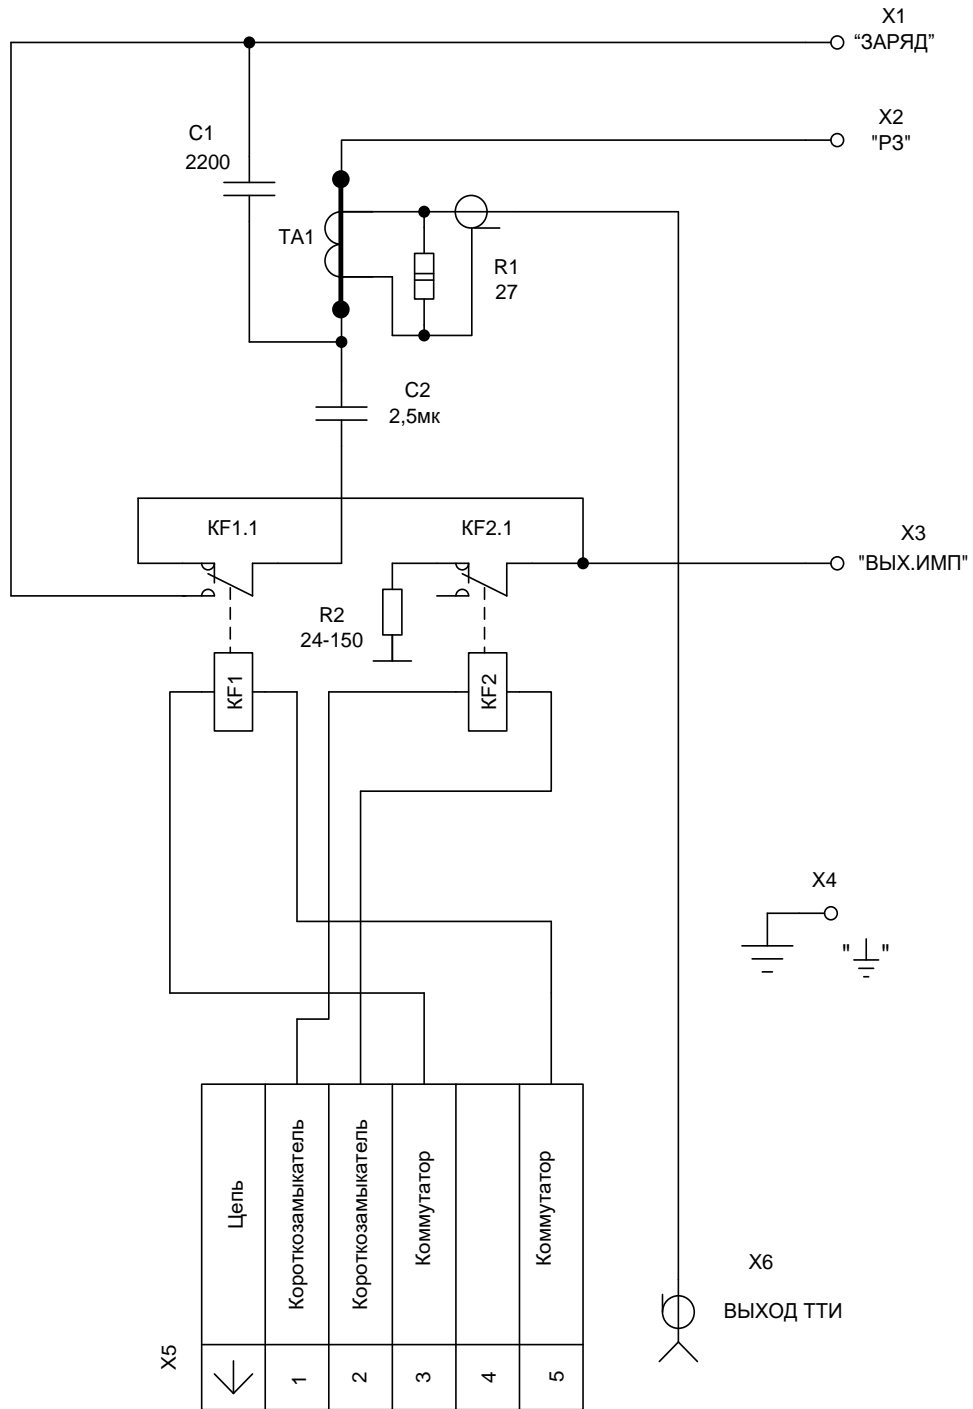 X1
“ЗАРЯД”
X2
"РЗ"
C1
2200
TA1
R1
27
C2
2,5мк
KF1.1
KF2.1
X3
"ВЫХ.ИМП"
R2
24-150
KF1
KF2
X4
" "
Цепь
Короткозамыкатель
Короткозамыкатель
Коммутатор
Коммутатор
X6
ВЫХОД ТТИ
X5
1
2
3
4
5